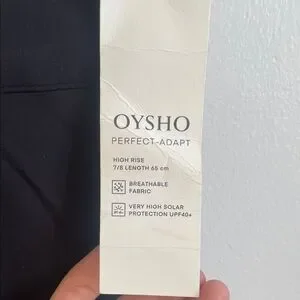 OYSHO
PERFECT-ADAPT
HIGH RISE
7/8 LENGTH 65 cm
BREATHABLE
FABRIC
VERY HIGH SOLAR
PROTECTION UPF40+